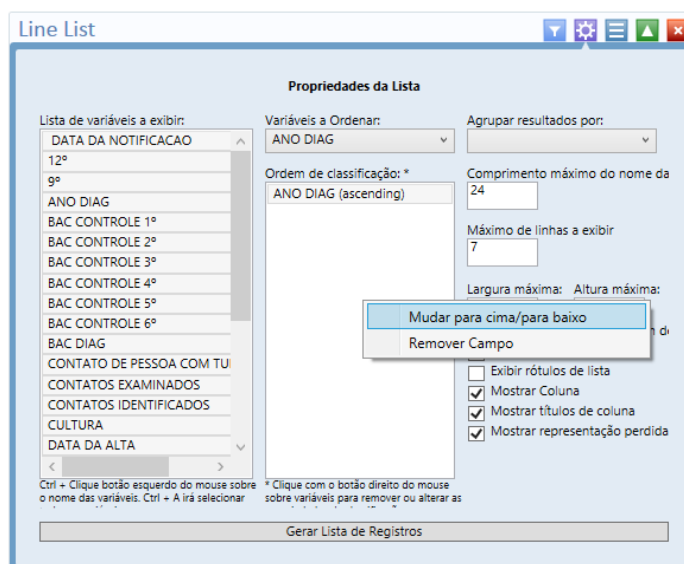 Line List
Propriedades da Lista
Lista de variáveis a exibir:
DATA DA NOTIFICACAO
12º
9º
ANO DIAG
BAC CONTROLE 1º
BAC CONTROLE 2º
BAC CONTROLE 3º
BAC CONTROLE 4º
BAC CONTROLE 5º
BAC CONTROLE 6º
BAC DIAG
CONTATO DE PESSOA COM TU
CONTATOS EXAMINADOS
CONTATOS IDENTIFICADOS
CULTURA
DATA DA ALTA
Ctrl + Clique botão esquerdo do mouse sobre
o nome das variáveis. Ctrl + A irá selecionar
Variáveis a Ordenar:
ANO DIAG
Ordem de classificação: *
ANO DIAG (ascending)
* Clique com o botão direito do mouse
sobre variáveis para remover ou alterar as
Agrupar resultados por:
Comprimento máximo do nome da
24
Máximo de linhas a exibir
7
Largura máxima: Altura máxima:
Mudar para cima/para baixo
Remover Campo
Exibir rótulos de lista
Mostrar Coluna
Mostrar títulos de coluna
Mostrar representação perdida
Gerar Lista de Registros